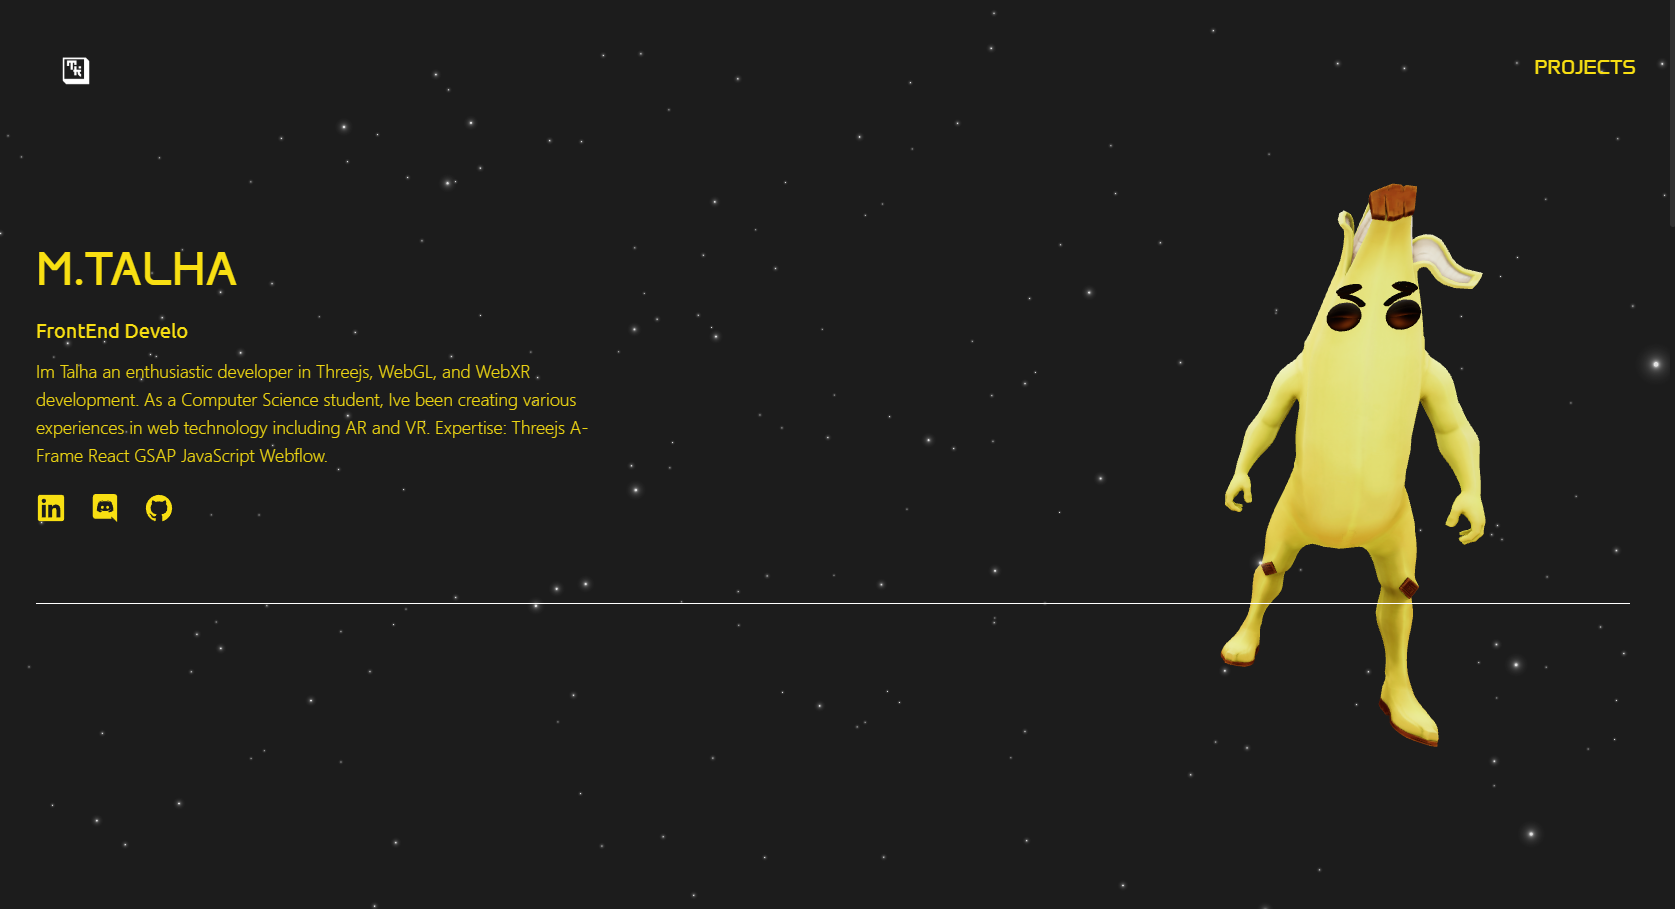 TK
PROJECTS
M.TALHA
FrontEnd Develo
Im Talha an enthusiastic developer in Threejs, WebGL, and WebXR
development. As a Computer Science student, Ive been creating various
experiences in web technology including AR and VR. Expertise: Threejs A-
Frame React GSAP JavaScript Webflow.
in